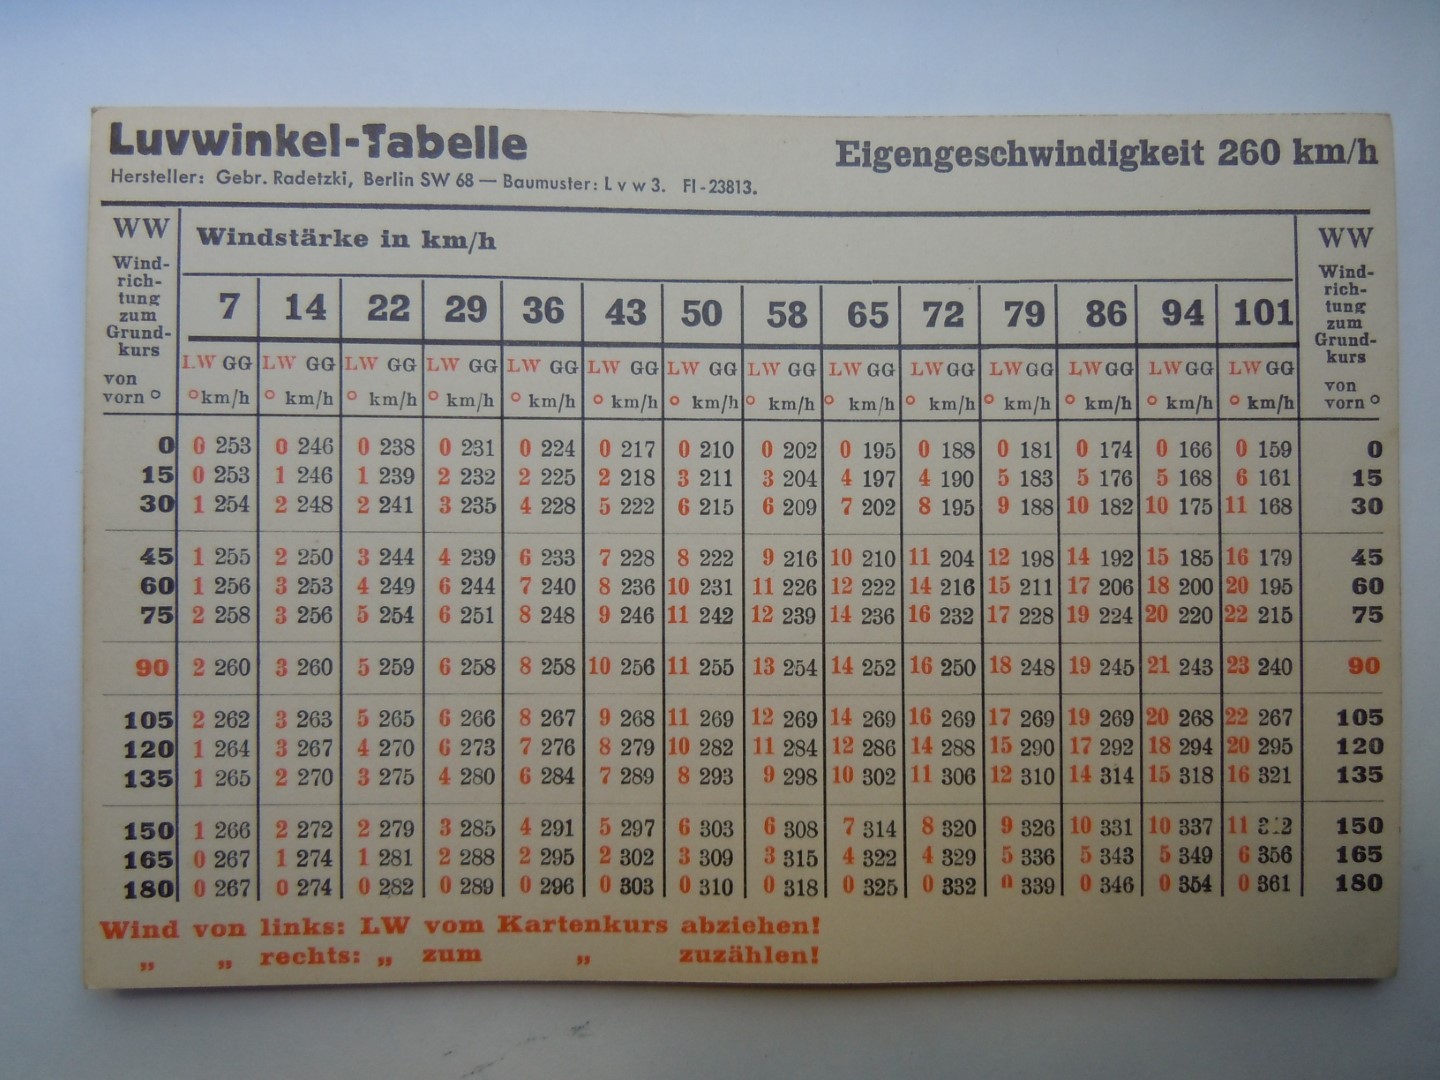 Luvwinkel-Tabelle
Eigengeschwindigkeit 260 km/h
Hersteller: Gebr. Radetzki, Berlin SW 68 — Baumuster: L v w 3. Fl-23813.
WW Windstärke in km/h WW
Wind-
rich-
tung
zum
Grund-
kurs
von
vorn °
Wind-
rich-
tung
zum
Grund-
kurs
von
vorn °
7 14 22 29 36 43 50 58 65 72 79 86 94 101
LW GG LW GG LW GG LW GG LW GG LW GG LW GG LW GG LW GG LW GG LW GG LW GG LW GG LW GG
° km/h ° km/h ° km/h ° km/h ° km/h ° km/h ° km/h ° km/h ° km/h ° km/h ° km/h ° km/h ° km/h ° km/h
0 0 253 0 246 0 238 0 231 0 224 0 217 0 210 0 202 0 195 0 188 0 181 0 174 0 166 0 159 0
15 0 253 1 246 1 239 2 232 2 225 2 218 3 211 3 204 4 197 4 190 5 183 5 176 5 168 6 161 15
30 1 254 2 248 2 241 3 235 4 228 5 222 6 215 6 209 7 202 8 195 9 188 10 182 10 175 11 168 30
45 1 255 2 250 3 244 4 239 6 233 7 228 8 222 9 216 10 210 11 204 12 198 14 192 15 185 16 179 45
60 1 256 3 253 4 249 6 244 7 240 8 236 10 231 11 226 12 222 14 216 15 211 17 206 18 200 20 195 60
75 2 258 3 256 5 254 6 251 8 248 9 246 11 242 12 239 14 236 16 232 17 228 19 224 20 220 22 215 75
90 2 260 3 260 5 259 6 258 8 258 10 256 11 255 13 254 14 252 16 250 18 248 19 245 21 243 23 240 90
105 2 262 3 263 5 265 6 266 8 267 9 268 11 269 12 269 14 269 16 269 17 269 19 269 20 268 22 267 105
120 1 264 3 267 4 270 6 273 7 276 8 279 10 282 11 284 12 286 14 288 15 290 17 292 18 294 20 295 120
135 1 265 2 270 3 275 4 280 6 284 7 289 8 293 9 298 10 302 11 306 12 310 14 314 15 318 16 321 135
150 1 266 2 272 2 279 3 285 4 291 5 297 6 303 6 308 7 314 8 320 9 326 10 331 10 337 11 150
165 0 267 1 274 1 281 2 288 2 295 2 302 3 309 3 315 4 322 4 329 5 336 5 343 5 349 6 356 165
180 0 267 0 274 0 282 0 289 0 296 0 303 0 310 0 318 0 325 0 332 0 339 0 346 0 354 0 361 180
Wind von links: LW vom Kartenkurs abziehen!
„ „ rechts: „ zum „ zuzählen!